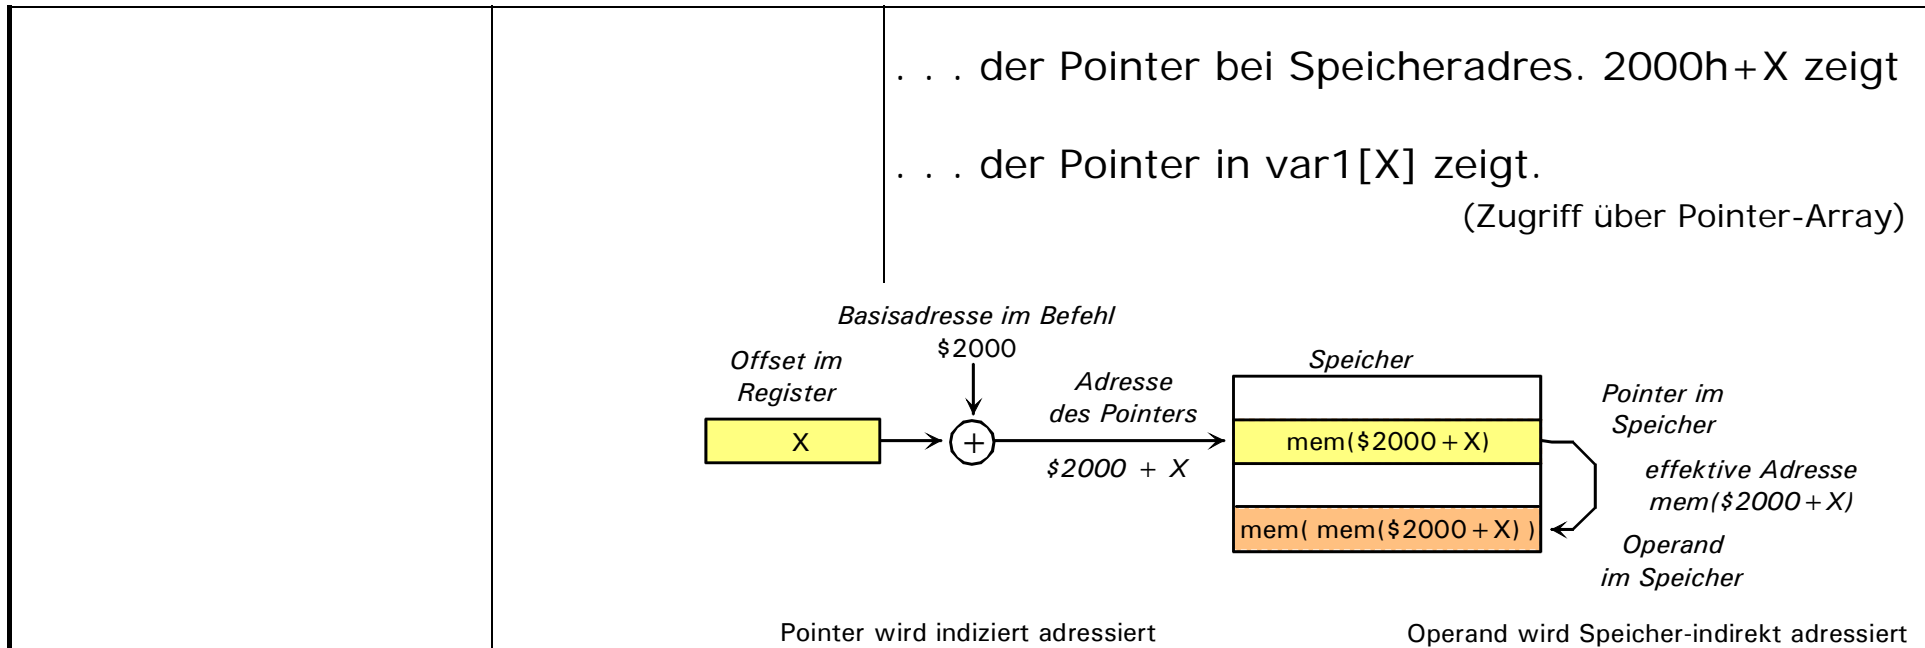 . . . der Pointer bei Speicheradres. 2000h+X zeigt
. . . der Pointer in var1[X] zeigt.
(Zugriff über Pointer-Array)
Basisadresse im Befehl
$2000
Offset im
Register
X
+
Adresse
des Pointers
$2000 + X
Speicher
mem($2000+X)
mem( mem($2000+X) )
Pointer im
Speicher
effektive Adresse
mem($2000+X)
Operand
im Speicher
Pointer wird indiziert adressiert
Operand wird Speicher-indirekt adressiert